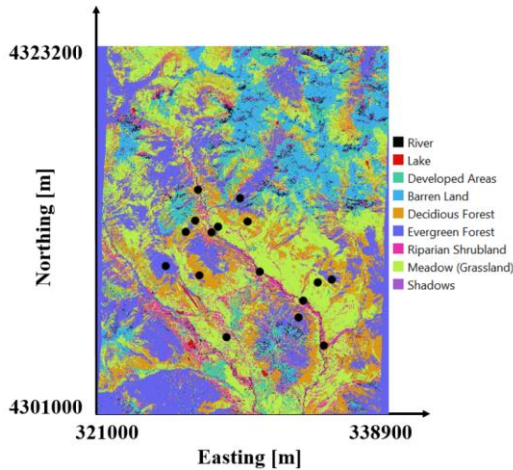 4323200
Northing [m]
4301000
321000
338900
Easting [m]
River
Lake
Developed Areas
Barren Land
Decidious Forest
Evergreen Forest
Riparian Shrubland
Meadow (Grassland)
Shadows